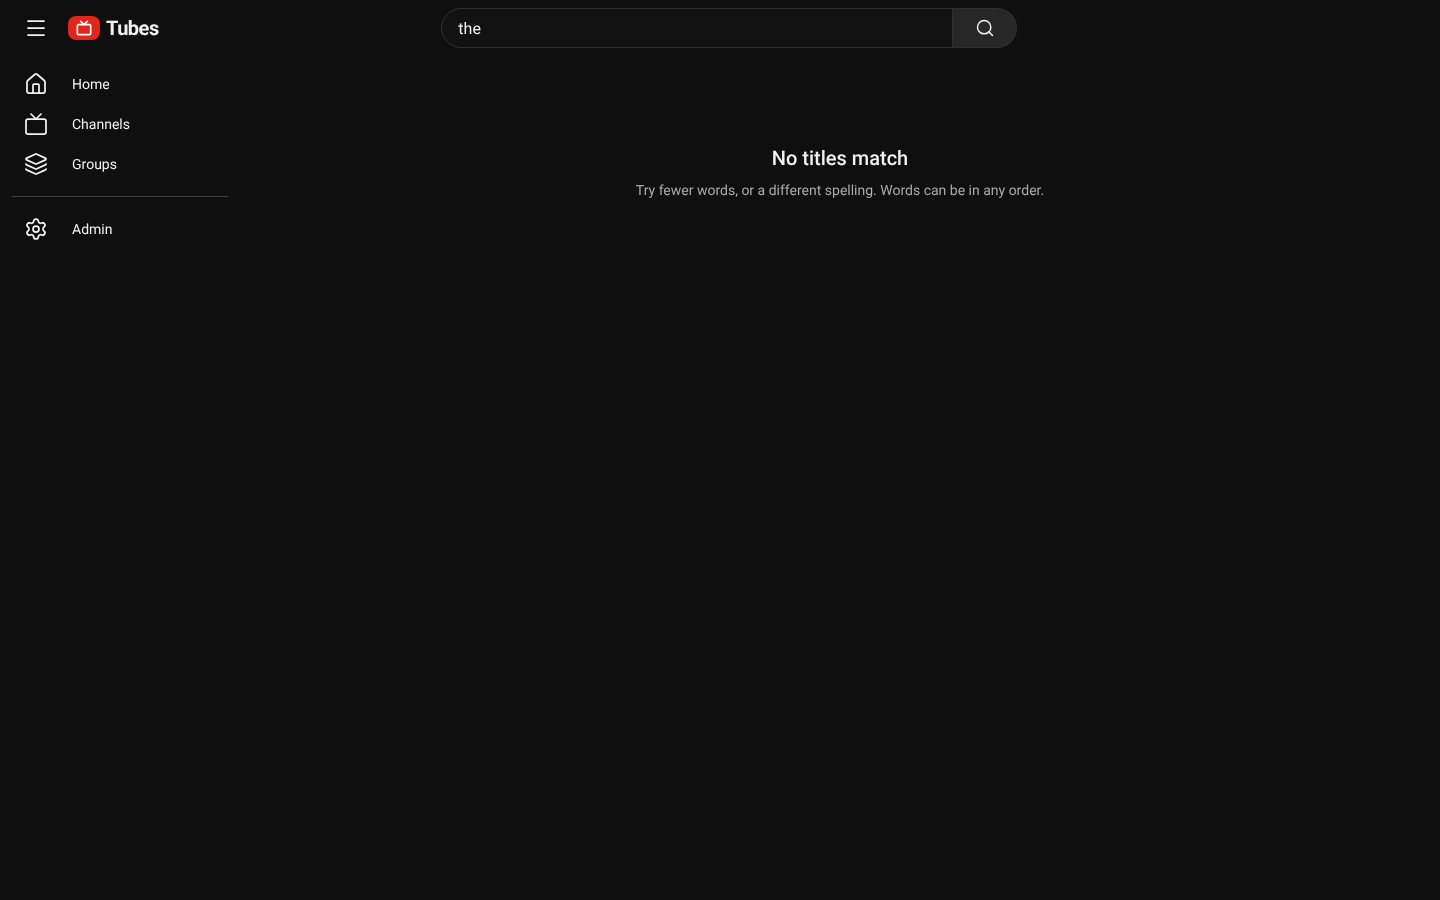 Tubes
the
Home
Channels
Groups
Admin
No titles match
Try fewer words, or a different spelling. Words can be in any order.